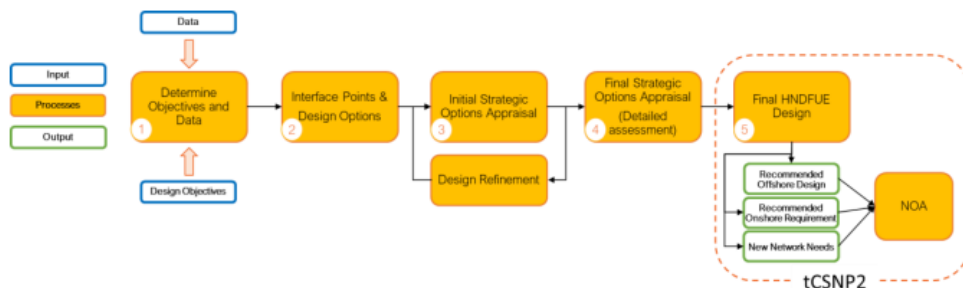 Data
Input
Processes
Output
Determine
Objectives and
Data
1
Interface Points &
Design Options
2
Initial Strategic
Options Appraisal
3
Final Strategic
Options Appraisal
(Detailed
assessment)
4
Final HNDFUE
Design
5
Design Objectives
Design Refinement
Recommended
Offshore Design
Recommended
Onshore Requirement
New Network Needs
NOA
tCSNP2